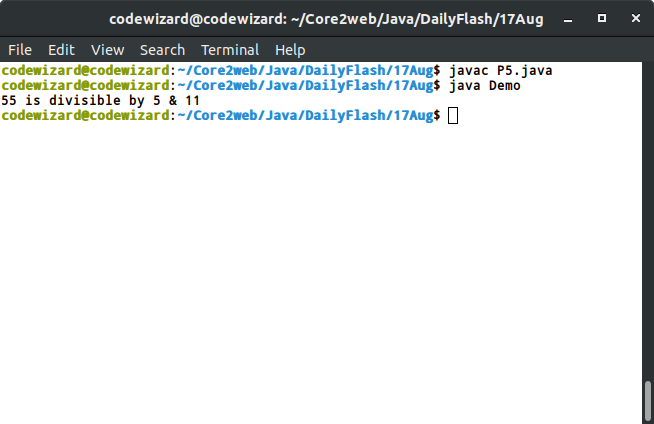 codewizard@codewizard: ~/Core2web/Java/DailyFlash/17Aug
File Edit View Search Terminal Help
codewizard@codewizard:~/Core2web/Java/DailyFlash/17Aug$ javac P5.java
codewizard@codewizard:~/Core2web/Java/DailyFlash/17Aug$ java Demo
55 is divisible by 5 & 11
codewizard@codewizard:~/Core2web/Java/DailyFlash/17Aug$